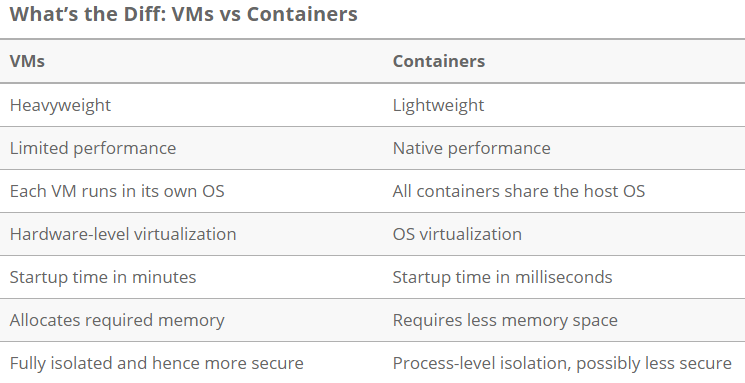 What’s the Diff: VMs vs Containers
VMs Containers
Heavyweight Lightweight
Limited performance Native performance
Each VM runs in its own OS All containers share the host OS
Hardware-level virtualization OS virtualization
Startup time in minutes Startup time in milliseconds
Allocates required memory Requires less memory space
Fully isolated and hence more secure Process-level isolation, possibly less secure